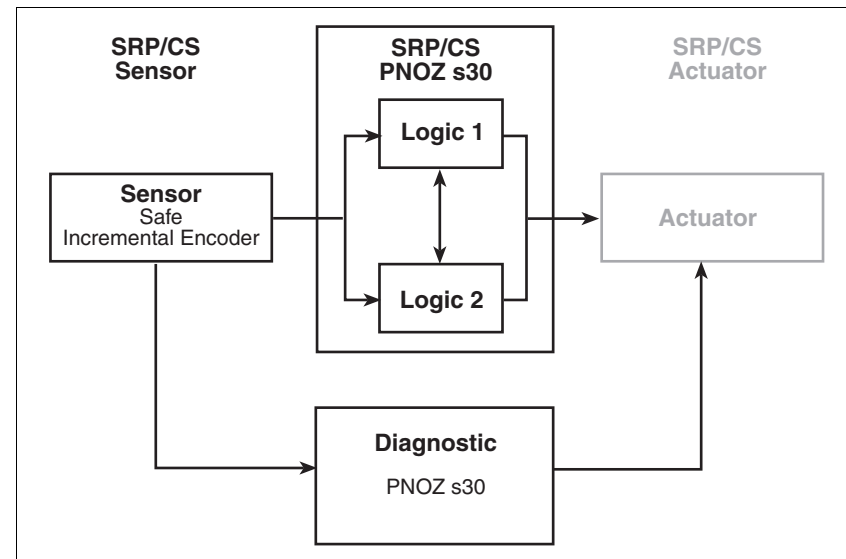 SRP/CS
Sensor
SRP/CS
PNOZ s30
SRP/CS
Actuator
Logic 1
Sensor
Safe
Incremental Encoder
Actuator
Logic 2
Diagnostic
PNOZ s30